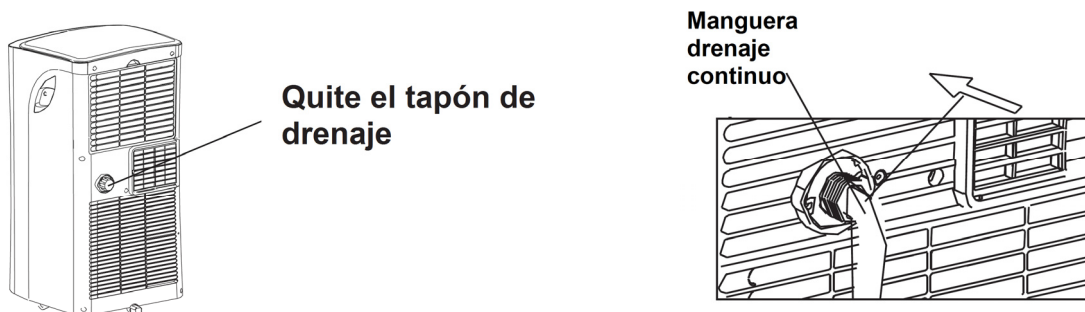 Quite el tapón de
drenaje
Manguera
drenaje
continuo